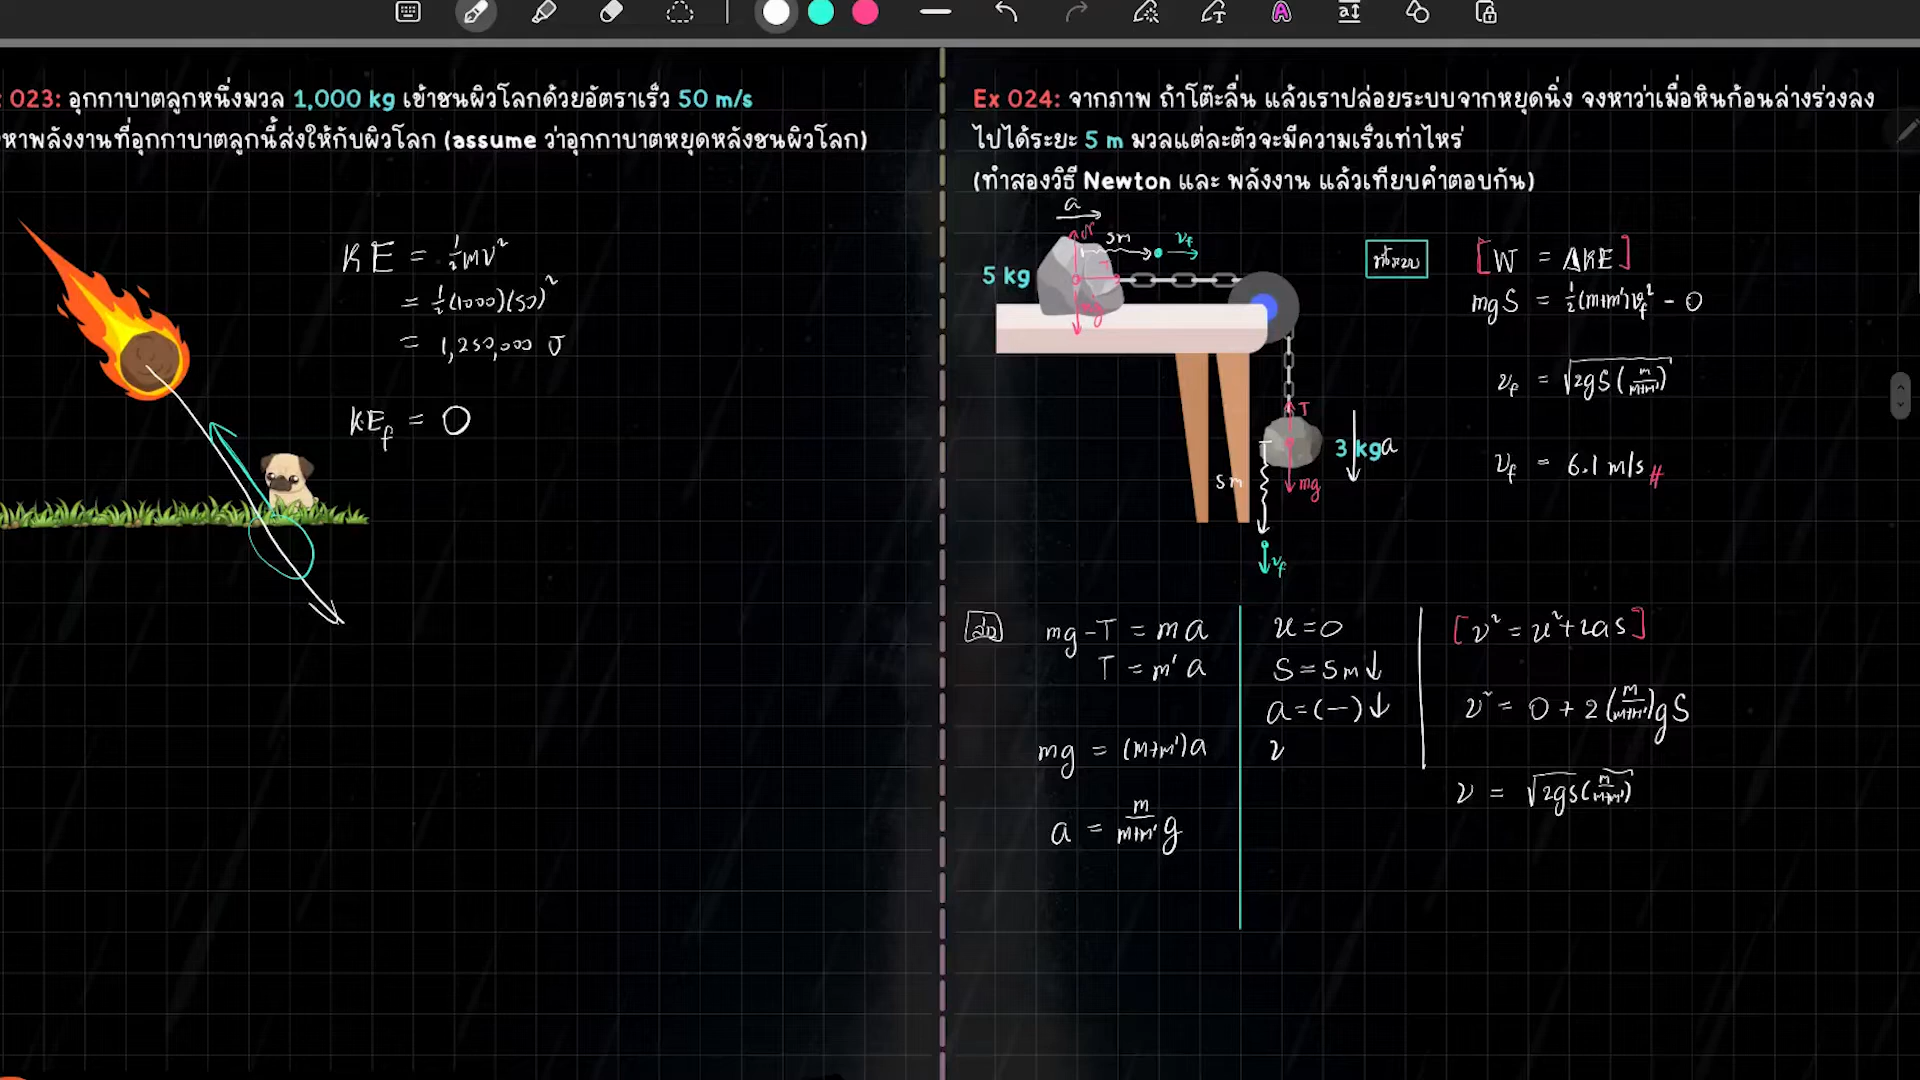 023: อุกกาบาตลูกหนึ่งมวล 1,000 kg เข้าชนผิวโลกด้วยอัตราเร็ว 50 m/s
หาพลังงานที่อุกกาบาตลูกนี้ส่งให้กับผิวโลก (assume ว่าอุกกาบาตหยุดหลังชนผิวโลก)
KE = ½mv²
= ½(1000)(50)²
= 1,250,000 J
KE_f = 0
Ex 024: จากภาพ ถ้าโต๊ะลื่น แล้วเราปล่อยระบบจากหยุดนิ่ง จงหาว่าเมื่อหินก้อนล่างร่วงลง
ไปได้ระยะ 5 m มวลแต่ละตัวจะมีความเร็วเท่าไหร่
(ทำสองวิธี Newton และ พลังงาน แล้วเทียบคำตอบกัน)
a
N
5m
v_f
5 kg
T
mg
T
3 kg
a
5m
mg
v_f
[W = ΔKE]
mgS = ½(m+m')v_f² - 0
v_f = √2gS(m/m+m')
v_f = 6.1 m/s #
mg-T = ma
T = m'a
mg = (m+m')a
a = m/m+m' g
u=0
S = 5m↓
a = (-)↓
v
[v² = u²+2as]
v² = 0 + 2(m/m+m')gS
v = √2gs(m/m+m')